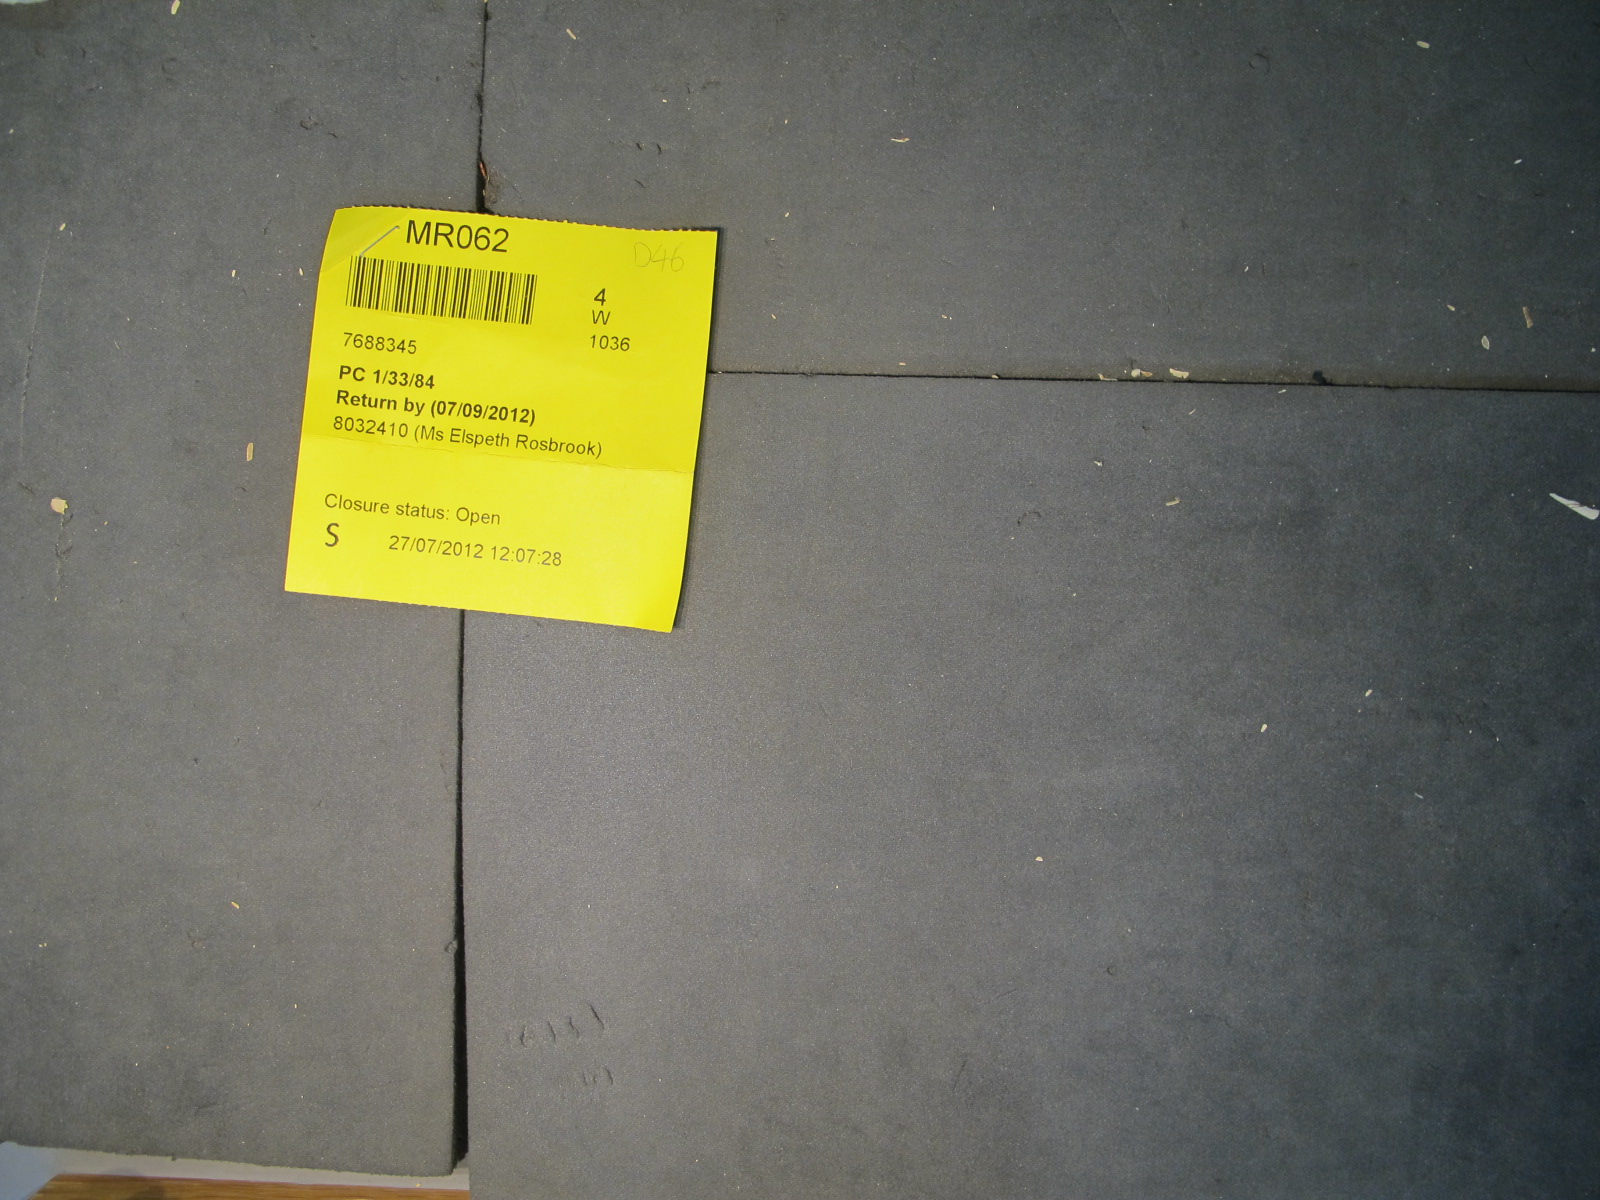 MR062
D46
4
W
7688345
1036
PC 1/33/84
Return by (07/09/2012)
8032410 (Ms Elspeth Rosbrook)
Closure status: Open
S
27/07/2012 12:07:28